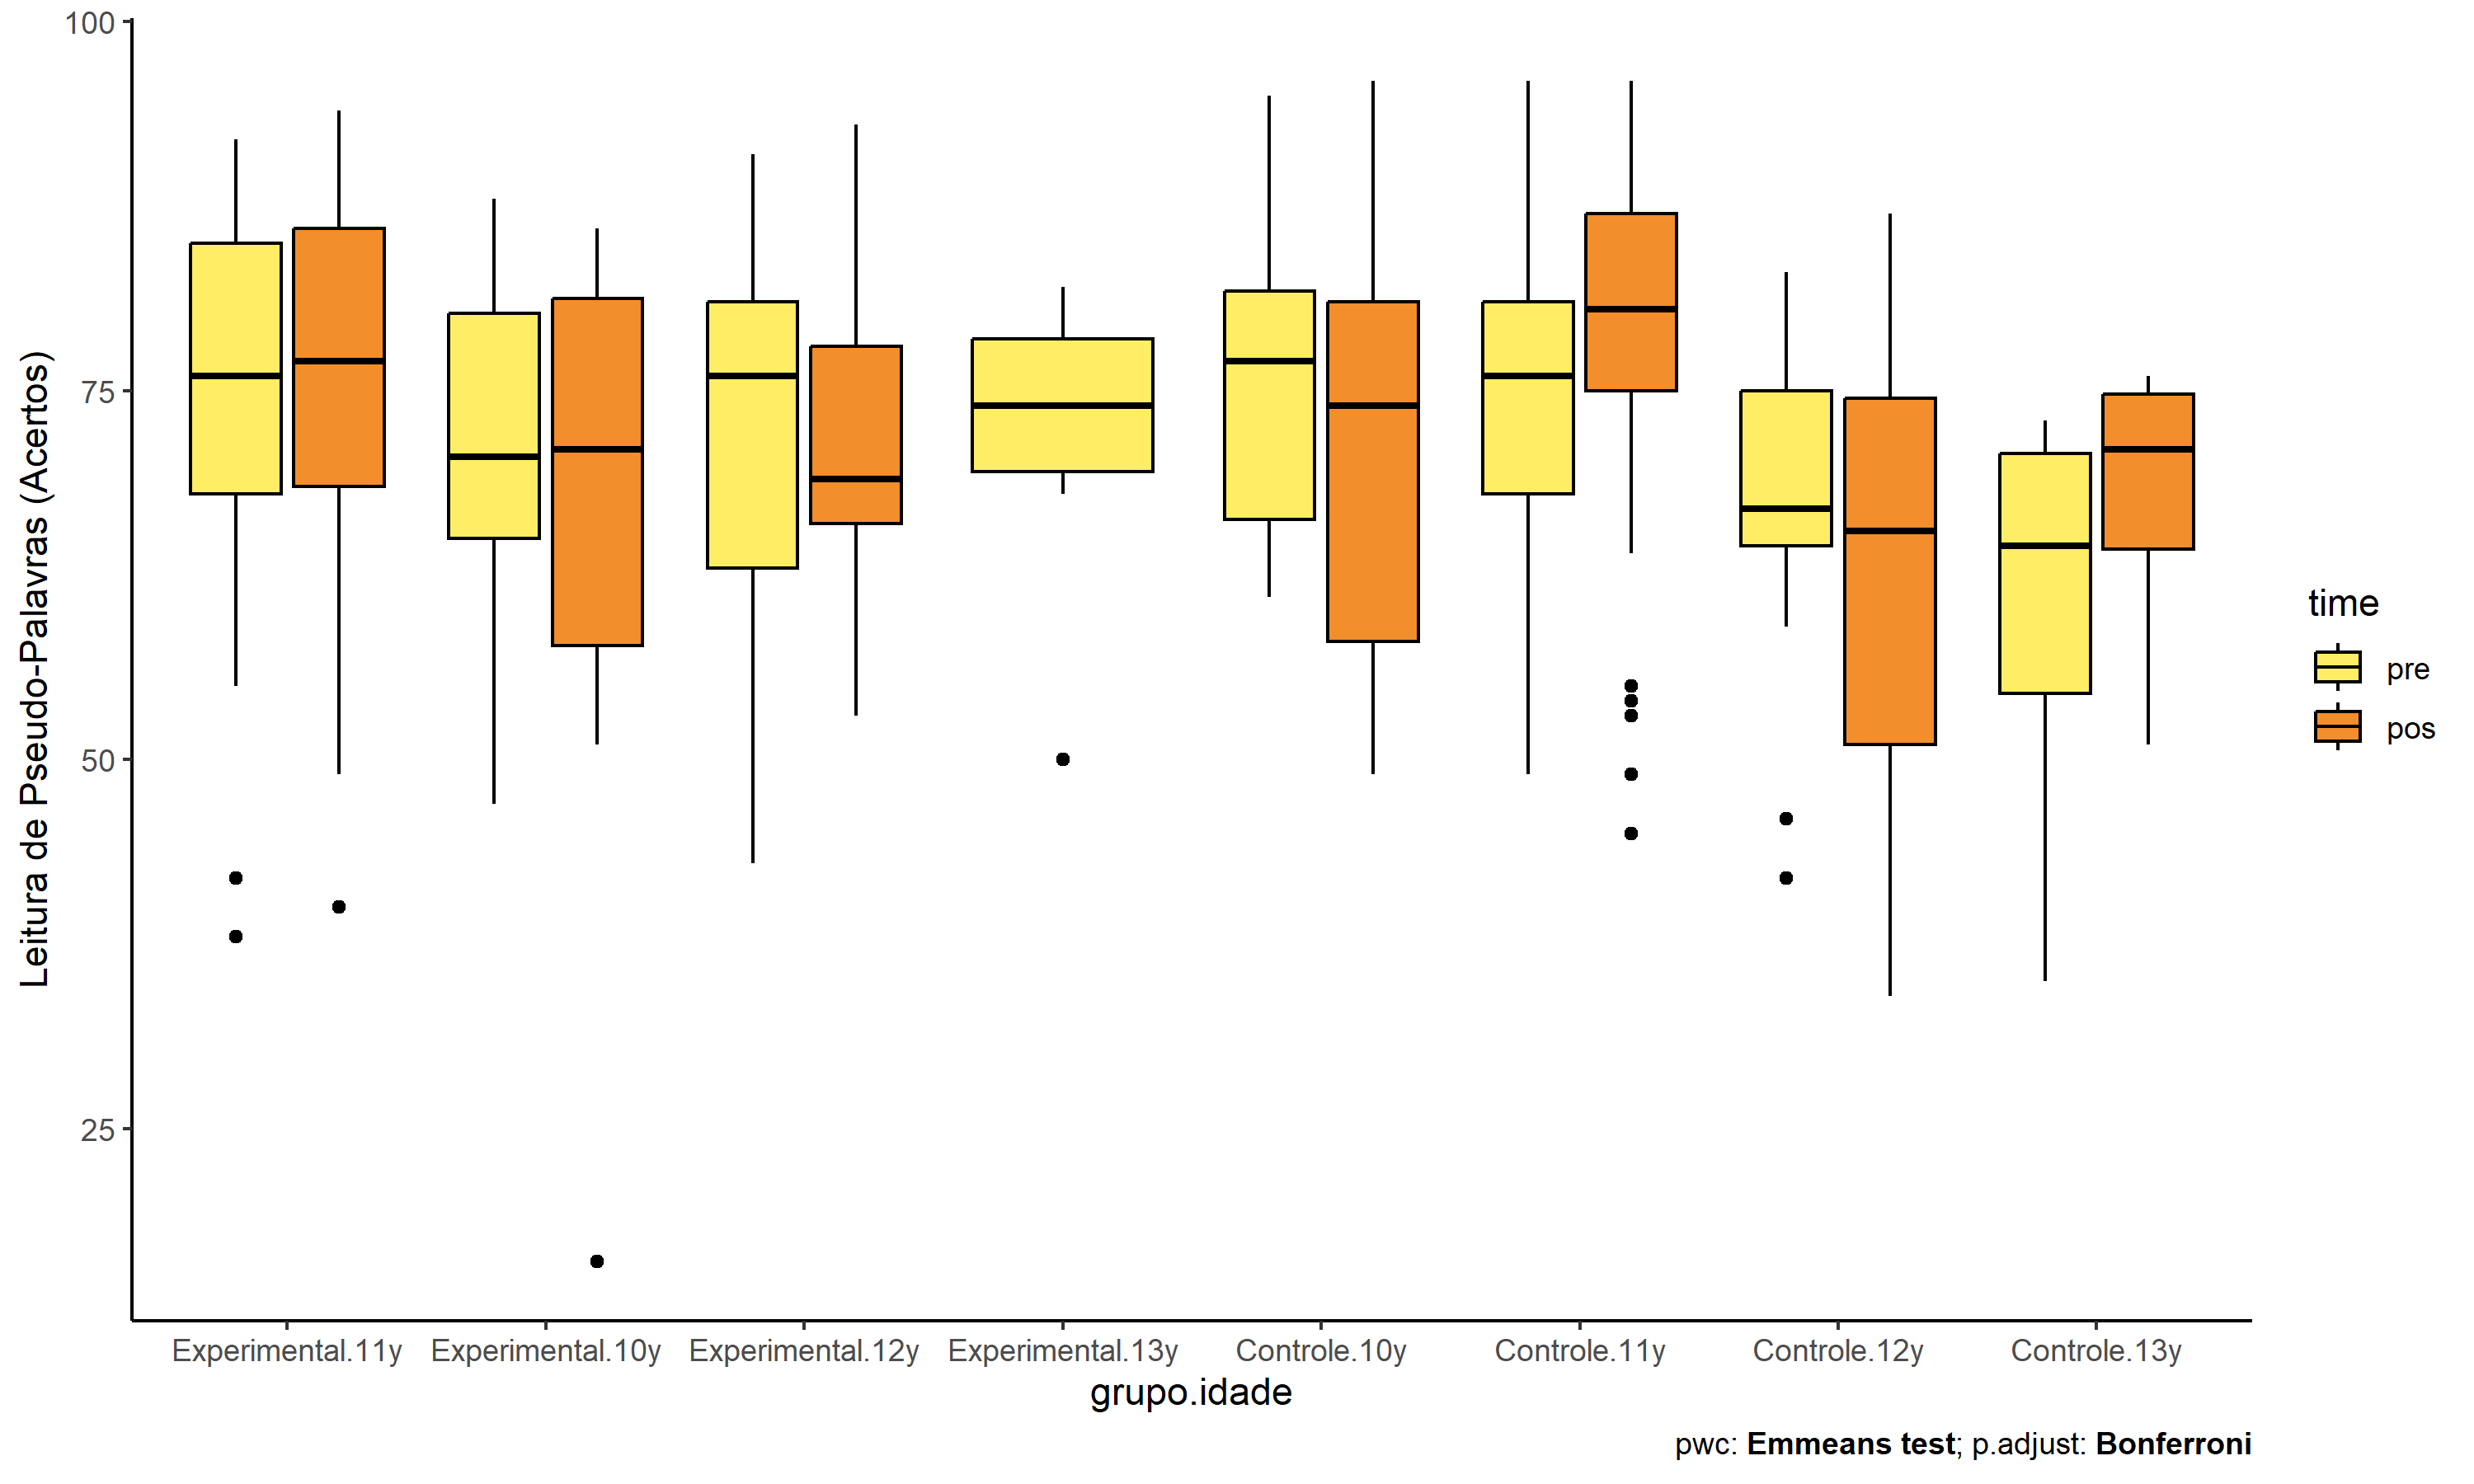 100
75
50
25
Leitura de Pseudo-Palavras (Acertos)
Experimental.11y Experimental.10y Experimental.12y Experimental.13y Controle.10y Controle.11y Controle.12y Controle.13y
grupo.idade
time
pre
pos
pwc: Emmeans test; p.adjust: Bonferroni